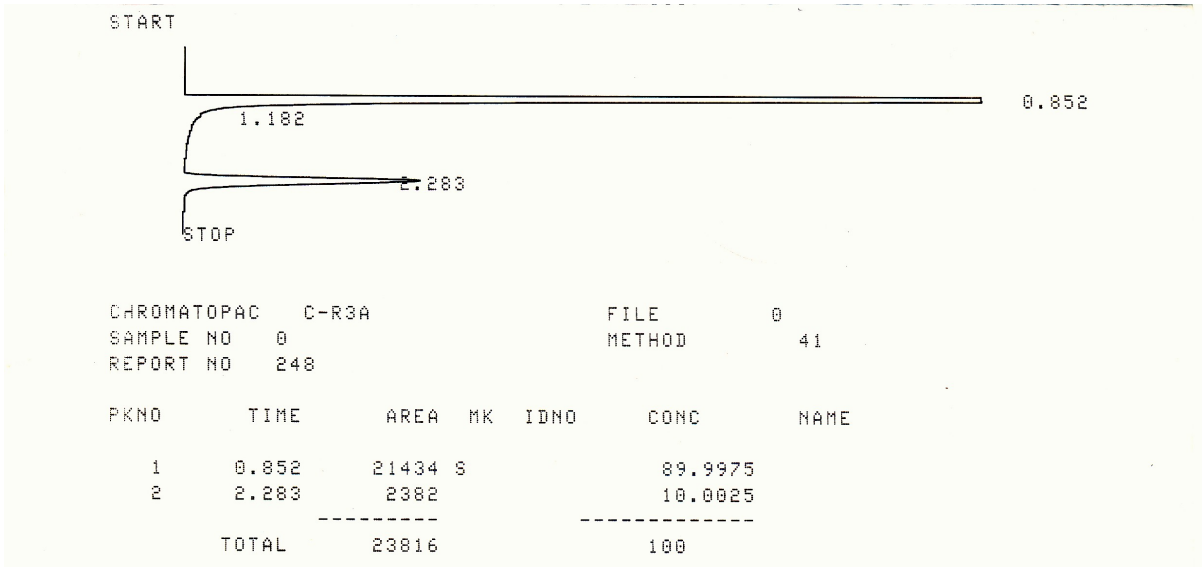 START
0.852
1.182
2.283
STOP
CHROMATOPAC C-R3A FILE 0
SAMPLE NO 0 METHOD 41
REPORT NO 248
PKNO TIME AREA MK IDNO CONC NAME
1 0.852 21434 S 89.9975
2 2.283 2382 10.0025
--------- -------------
TOTAL 23816 100